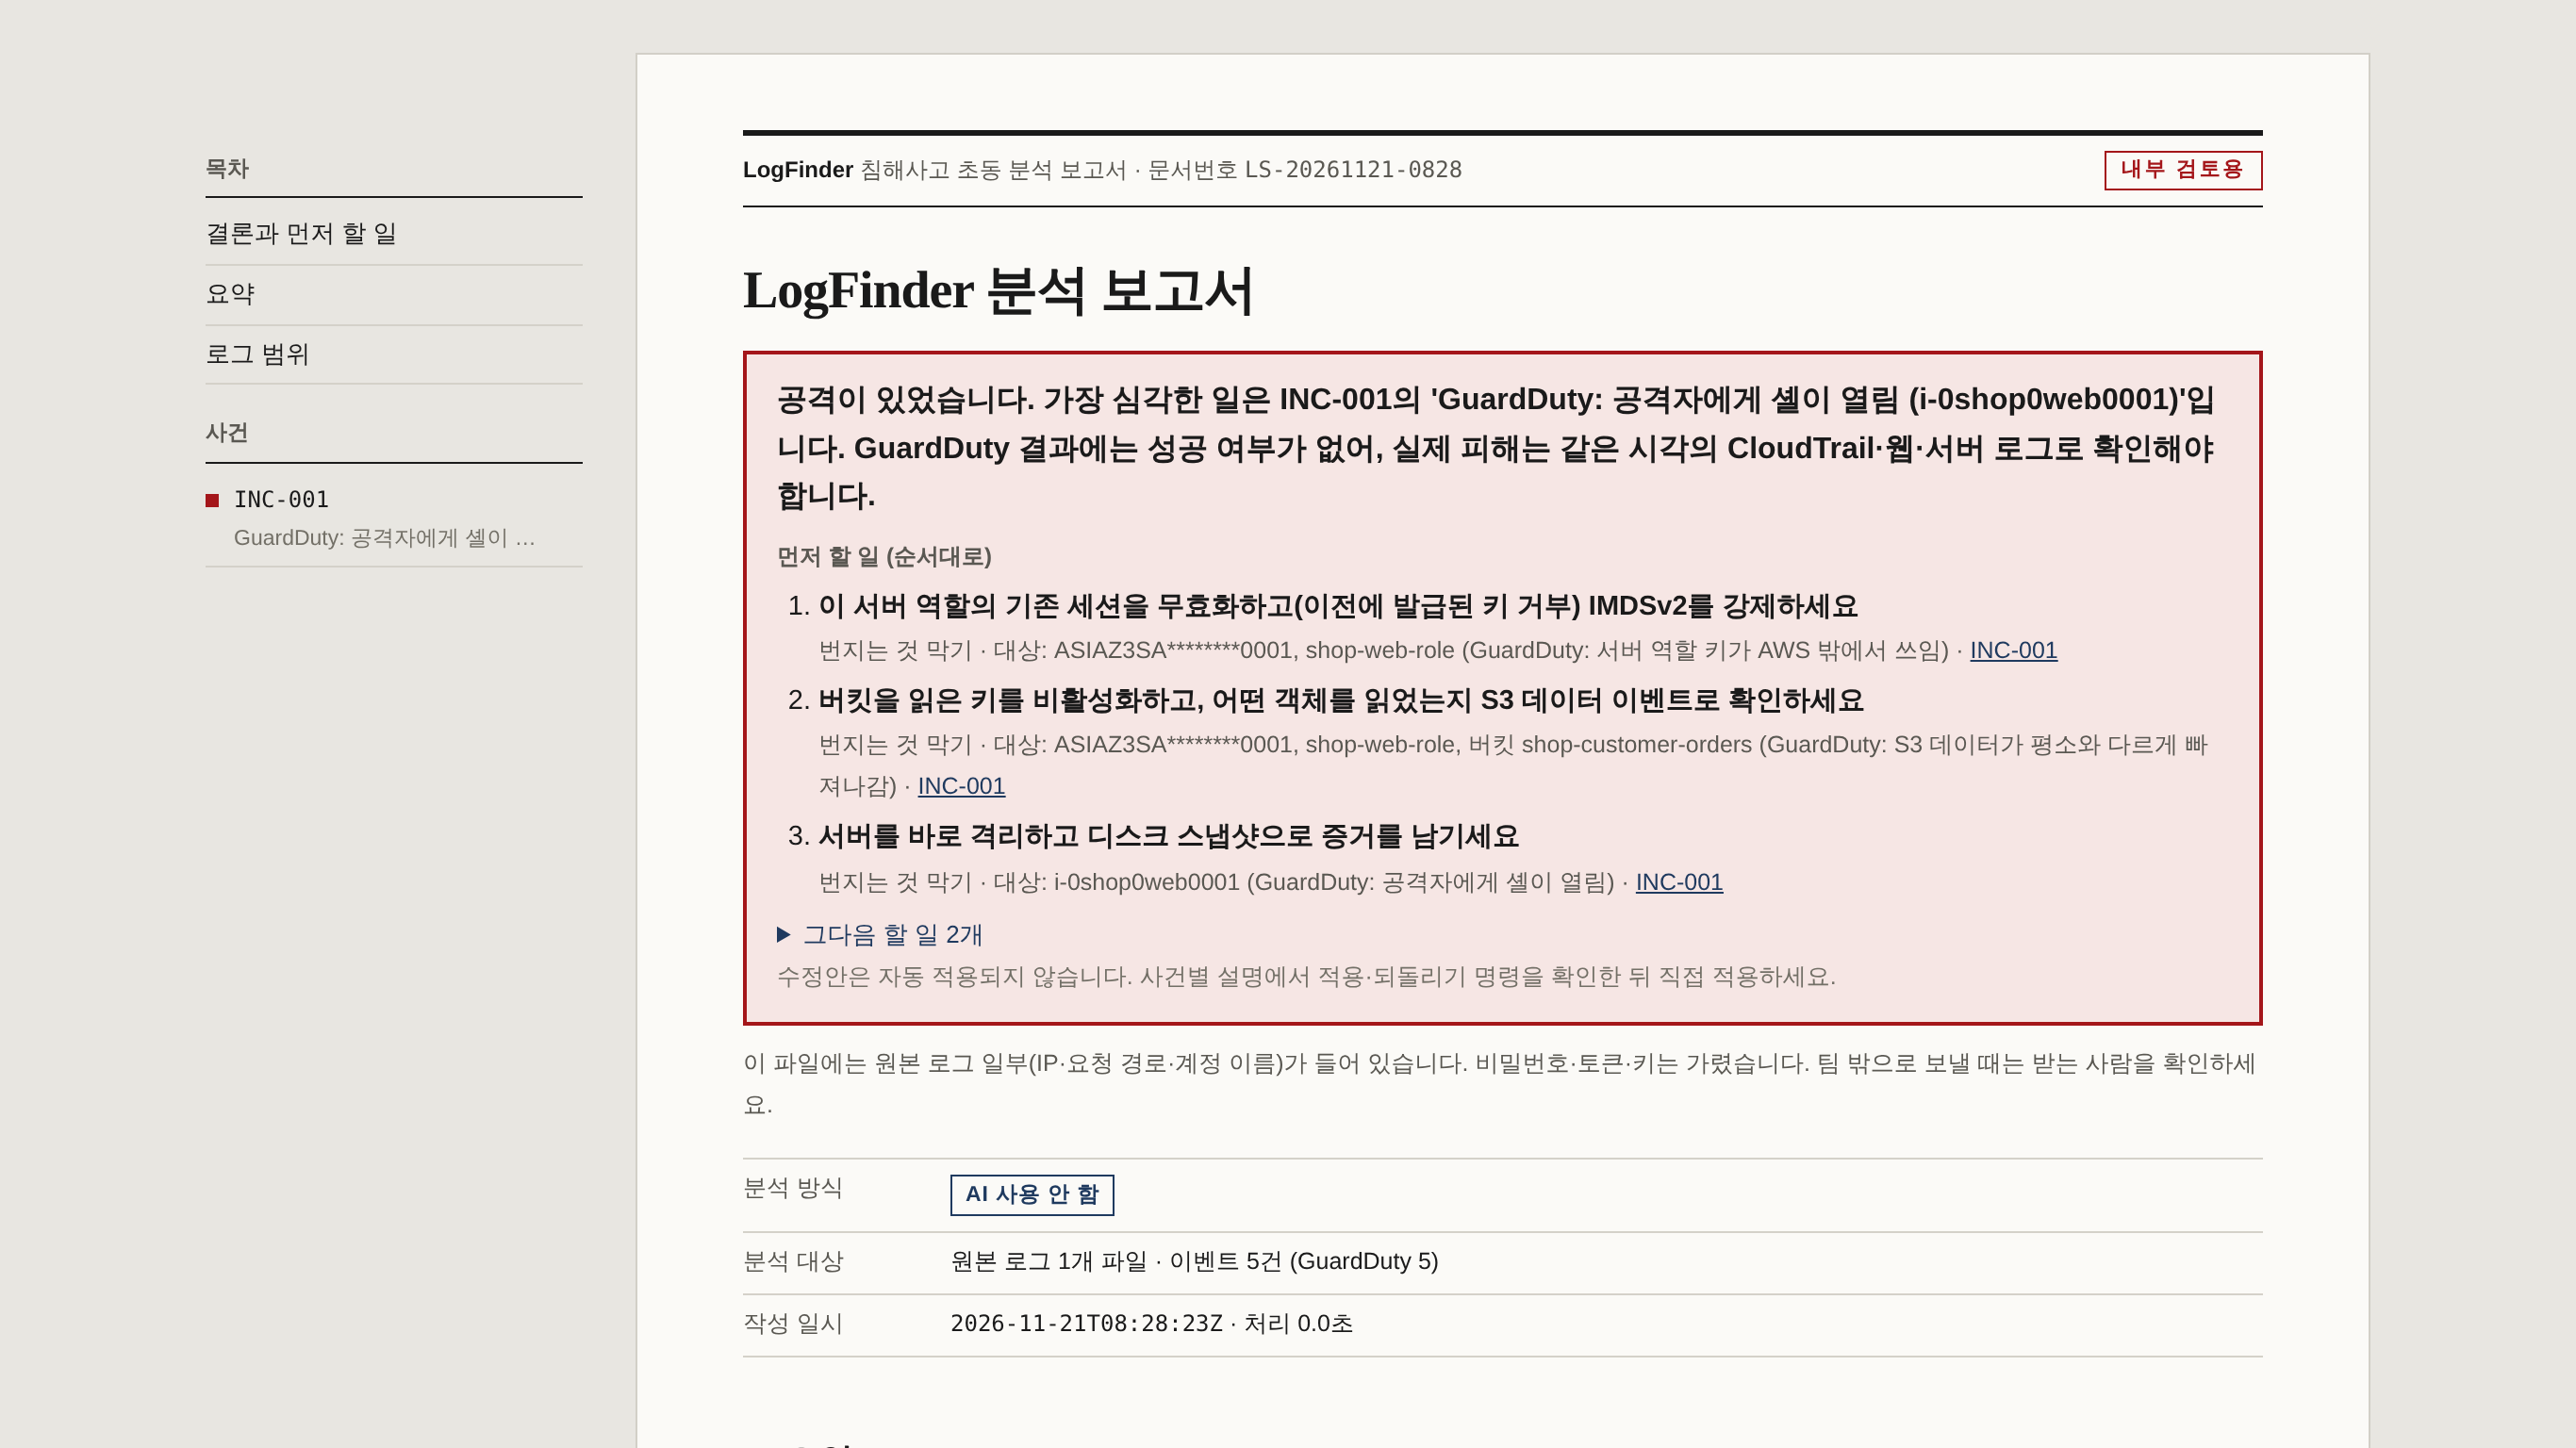 목차
결론과 먼저 할 일
요약
로그 범위
사건
INC-001
GuardDuty: 공격자에게 셸이 …
LogFinder 침해사고 초동 분석 보고서 · 문서번호 LS-20261121-0828
내부 검토용
LogFinder 분석 보고서
공격이 있었습니다. 가장 심각한 일은 INC-001의 'GuardDuty: 공격자에게 셸이 열림 (i-0shop0web0001)'입
니다. GuardDuty 결과에는 성공 여부가 없어, 실제 피해는 같은 시각의 CloudTrail·웹·서버 로그로 확인해야
합니다.
먼저 할 일 (순서대로)
1. 이 서버 역할의 기존 세션을 무효화하고(이전에 발급된 키 거부) IMDSv2를 강제하세요
번지는 것 막기 · 대상: ASIAZ3SA********0001, shop-web-role (GuardDuty: 서버 역할 키가 AWS 밖에서 쓰임) · INC-001
2. 버킷을 읽은 키를 비활성화하고, 어떤 객체를 읽었는지 S3 데이터 이벤트로 확인하세요
번지는 것 막기 · 대상: ASIAZ3SA********0001, shop-web-role, 버킷 shop-customer-orders (GuardDuty: S3 데이터가 평소와 다르게 빠
져나감) · INC-001
3. 서버를 바로 격리하고 디스크 스냅샷으로 증거를 남기세요
번지는 것 막기 · 대상: i-0shop0web0001 (GuardDuty: 공격자에게 셸이 열림) · INC-001
▶ 그다음 할 일 2개
수정안은 자동 적용되지 않습니다. 사건별 설명에서 적용·되돌리기 명령을 확인한 뒤 직접 적용하세요.
이 파일에는 원본 로그 일부(IP·요청 경로·계정 이름)가 들어 있습니다. 비밀번호·토큰·키는 가렸습니다. 팀 밖으로 보낼 때는 받는 사람을 확인하세
요.
분석 방식 AI 사용 안 함
분석 대상 원본 로그 1개 파일 · 이벤트 5건 (GuardDuty 5)
작성 일시 2026-11-21T08:28:23Z · 처리 0.0초